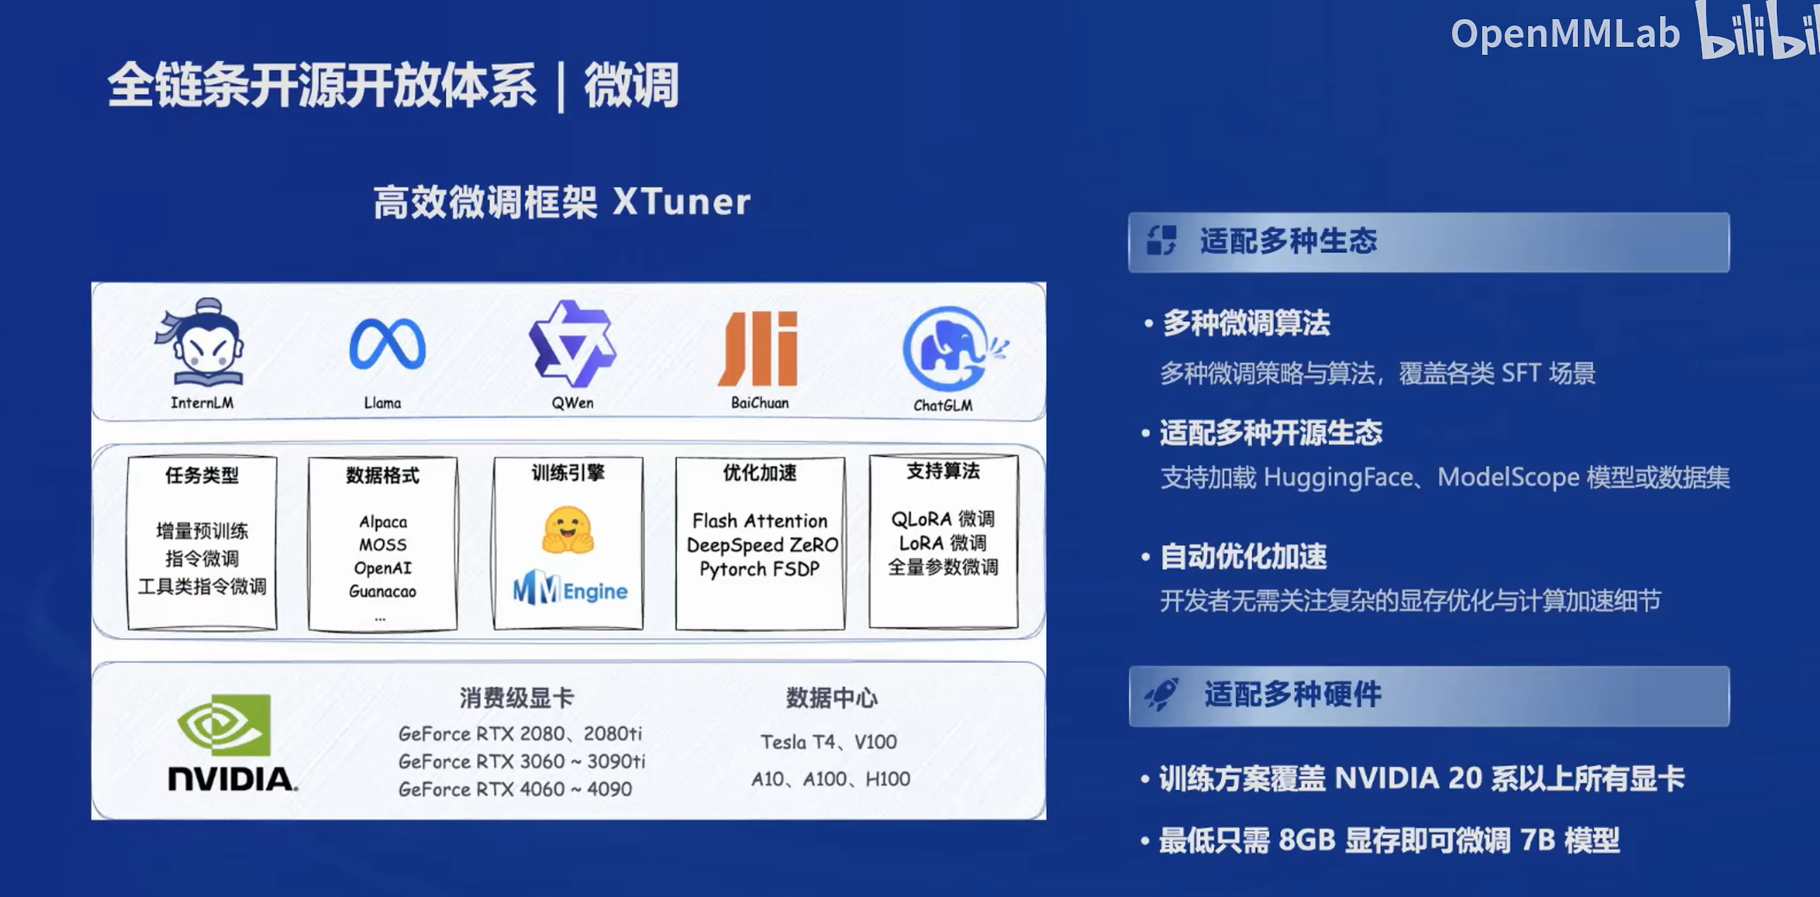 OpenMMLab bilibili
全链条开源开放体系 | 微调
高效微调框架 XTuner
InternLM
Llama
QWen
BaiChuan
ChatGLM
任务类型
增量预训练
指令微调
工具类指令微调
数据格式
Alpaca
MOSS
OpenAI
Guanaco
...
训练引擎
MMEngine
优化加速
Flash Attention
DeepSpeed ZeRO
Pytorch FSDP
支持算法
QLoRA 微调
LoRA 微调
全量参数微调
NVIDIA.
消费级显卡
GeForce RTX 2080、2080ti
GeForce RTX 3060 ~ 3090ti
GeForce RTX 4060 ~ 4090
数据中心
Tesla T4、V100
A10、A100、H100
适配多种生态
• 多种微调算法
多种微调策略与算法，覆盖各类 SFT 场景
• 适配多种开源生态
支持加载 HuggingFace、ModelScope 模型或数据集
• 自动优化加速
开发者无需关注复杂的显存优化与计算加速细节
适配多种硬件
• 训练方案覆盖 NVIDIA 20 系以上所有显卡
• 最低只需 8GB 显存即可微调 7B 模型